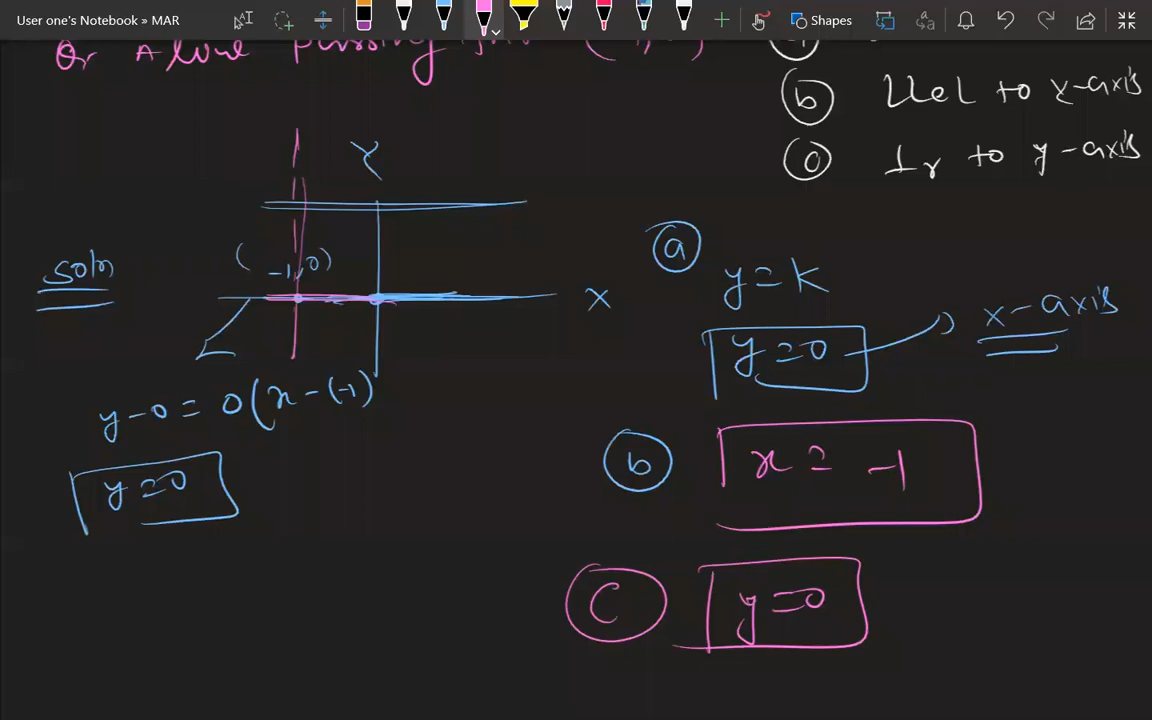 User one's Notebook » MAR
Shapes
Or A line passing
b llel to x-axis
c ⊥r to y-axis
Y
soln
(-1,0)
X
y-0 = 0(x-(-1)
y=0
a
y=k
y=0 → x-axis
b x = -1
C y=0